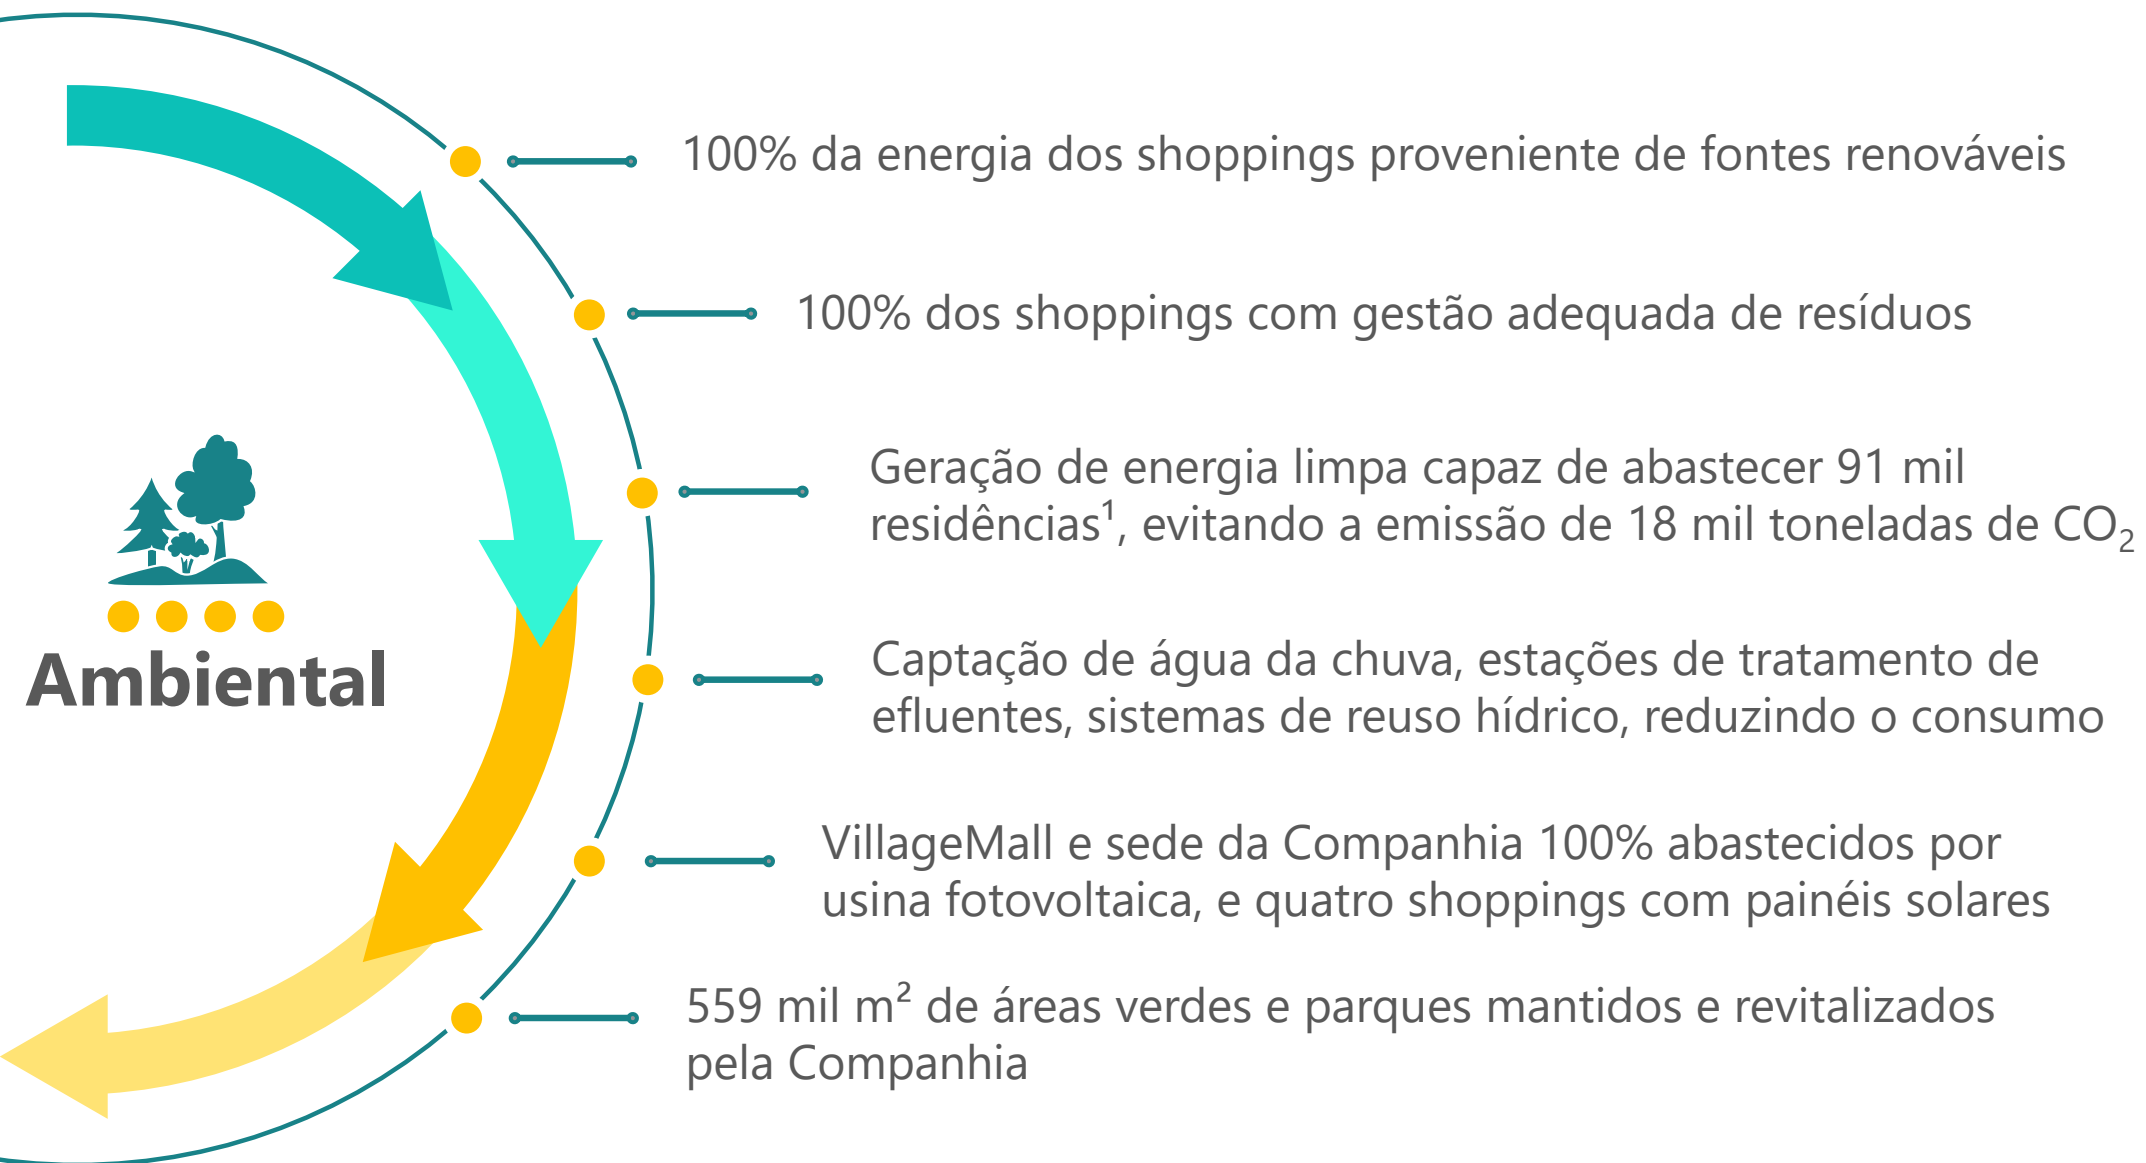 100% da energia dos shoppings proveniente de fontes renováveis
100% dos shoppings com gestão adequada de resíduos
Geração de energia limpa capaz de abastecer 91 mil
residências¹, evitando a emissão de 18 mil toneladas de CO₂
Ambiental
Captação de água da chuva, estações de tratamento de
efluentes, sistemas de reuso hídrico, reduzindo o consumo
VillageMall e sede da Companhia 100% abastecidos por
usina fotovoltaica, e quatro shoppings com painéis solares
559 mil m² de áreas verdes e parques mantidos e revitalizados
pela Companhia